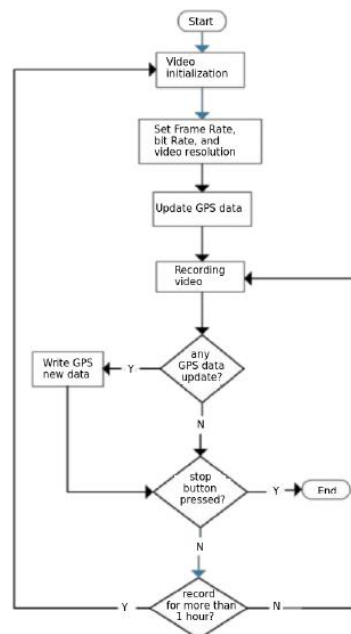 Start
Video
initialization
Set Frame Rate,
bit Rate, and
video resolution
Update GPS data
Recording
video
any
GPS data
update?
Y
Write GPS
new data
N
stop
button
pressed?
Y
End
N
record
for more than
1 hour?
Y
N